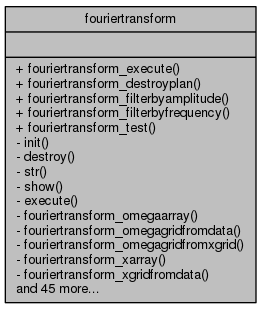 fouriertransform
+ fouriertransform_execute()
+ fouriertransform_destroyplan()
+ fouriertransform_filterbyamplitude()
+ fouriertransform_filterbyfrequency()
+ fouriertransform_test()
- init()
- destroy()
- str()
- show()
- execute()
- fouriertransform_omegaarray()
- fouriertransform_omegagridfromdata()
- fouriertransform_omegagridfromxgrid()
- fouriertransform_xarray()
- fouriertransform_xgridfromdata()
and 45 more...